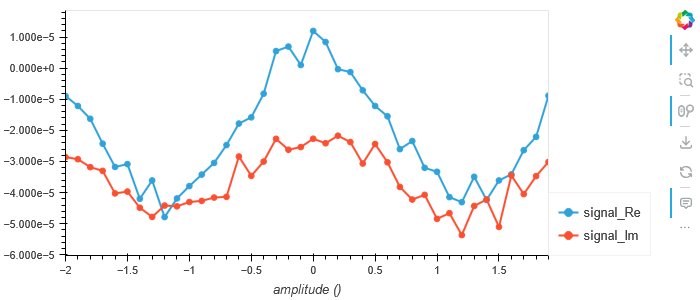 1.000e−5
0.000e+0
−1.000e−5
−2.000e−5
−3.000e−5
−4.000e−5
−5.000e−5
−6.000e−5
−2 −1.5 −1 −0.5 0 0.5 1 1.5
amplitude ()
signal_Re
signal_Im